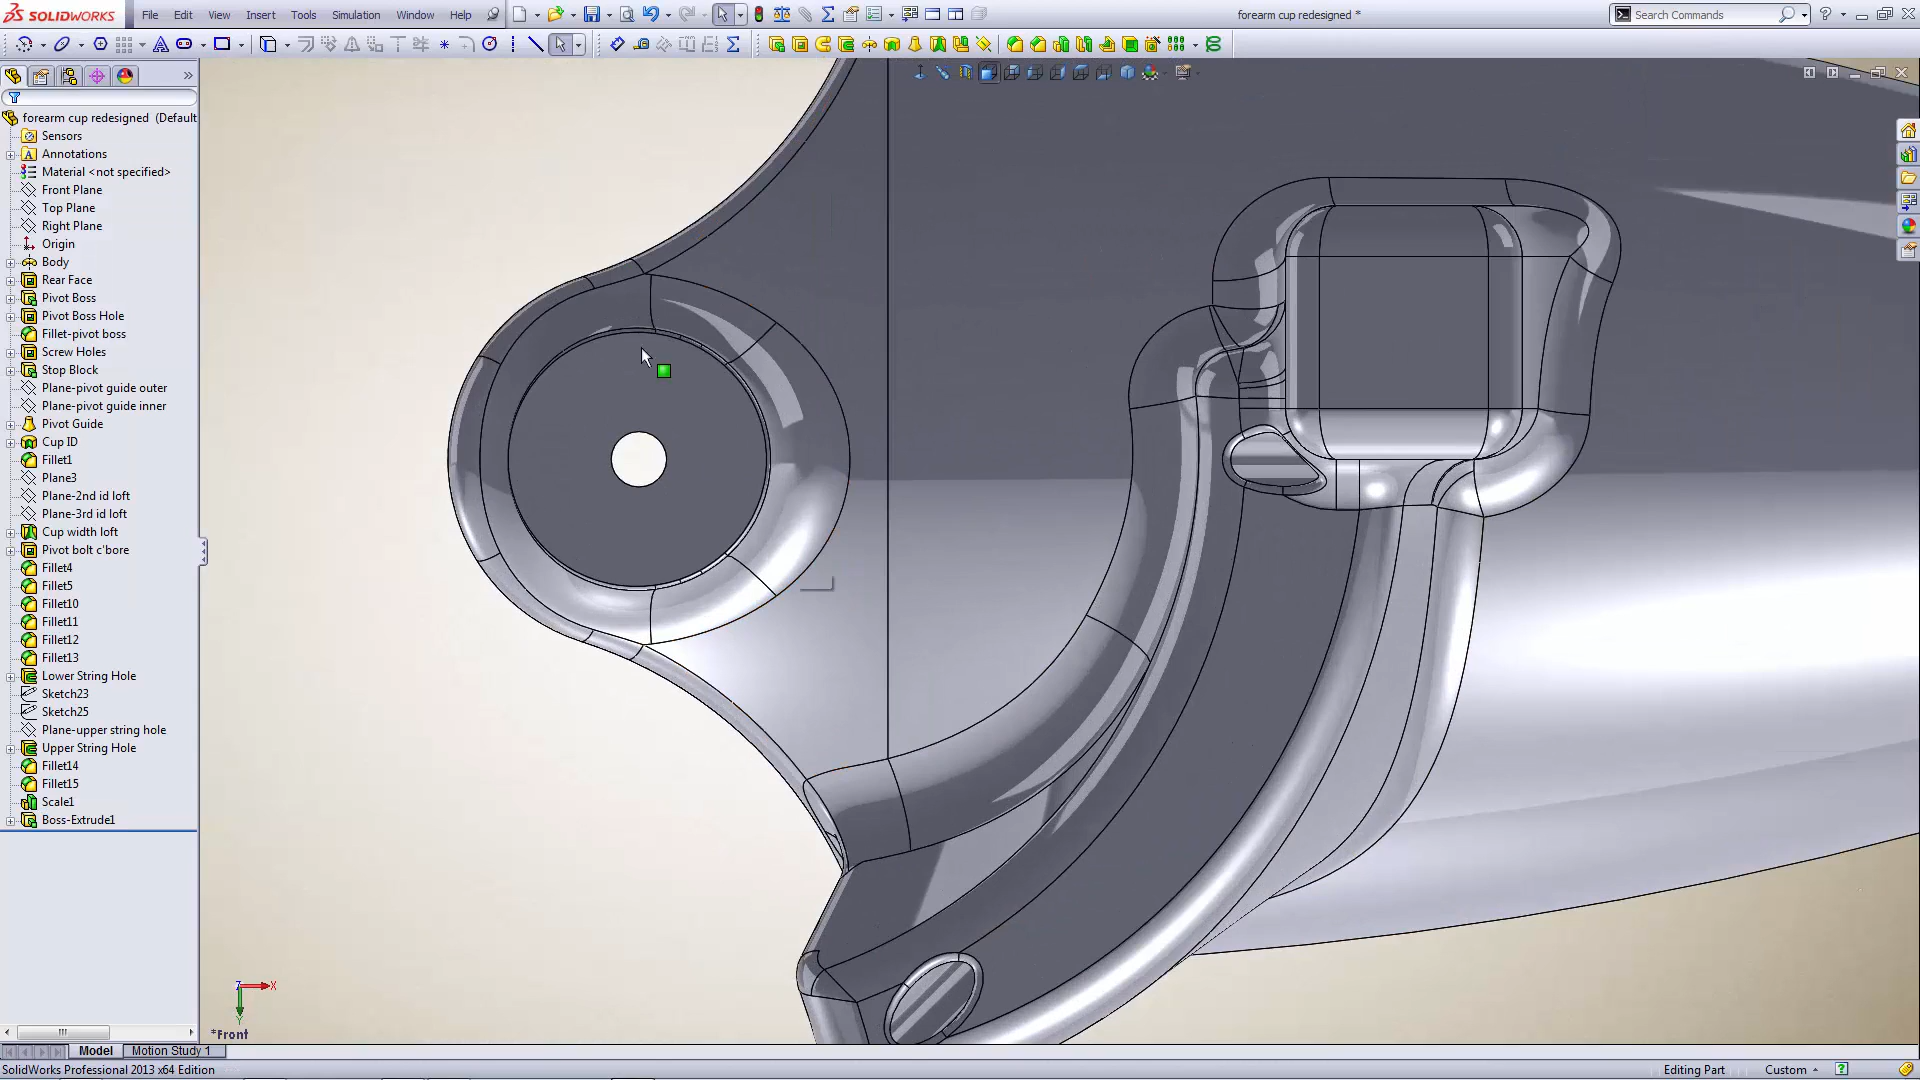 SOLIDWORKS File Edit View Insert Tools Simulation Window Help forearm cup redesigned * Search Commands
forearm cup redesigned (Default
Sensors
Annotations
Material <not specified>
Front Plane
Top Plane
Right Plane
Origin
Body
Rear Face
Pivot Boss
Pivot Boss Hole
Fillet-pivot boss
Screw Holes
Stop Block
Plane-pivot guide outer
Plane-pivot guide inner
Pivot Guide
Cup ID
Fillet1
Plane3
Plane-2nd id loft
Plane-3rd id loft
Cup width loft
Pivot bolt c'bore
Fillet4
Fillet5
Fillet10
Fillet11
Fillet12
Fillet13
Lower String Hole
Sketch23
Sketch25
Plane-upper string hole
Upper String Hole
Fillet14
Fillet15
Scale1
Boss-Extrude1
Z X
Y
*Front
Model Motion Study 1
SolidWorks Professional 2013 x64 Edition Editing Part Custom